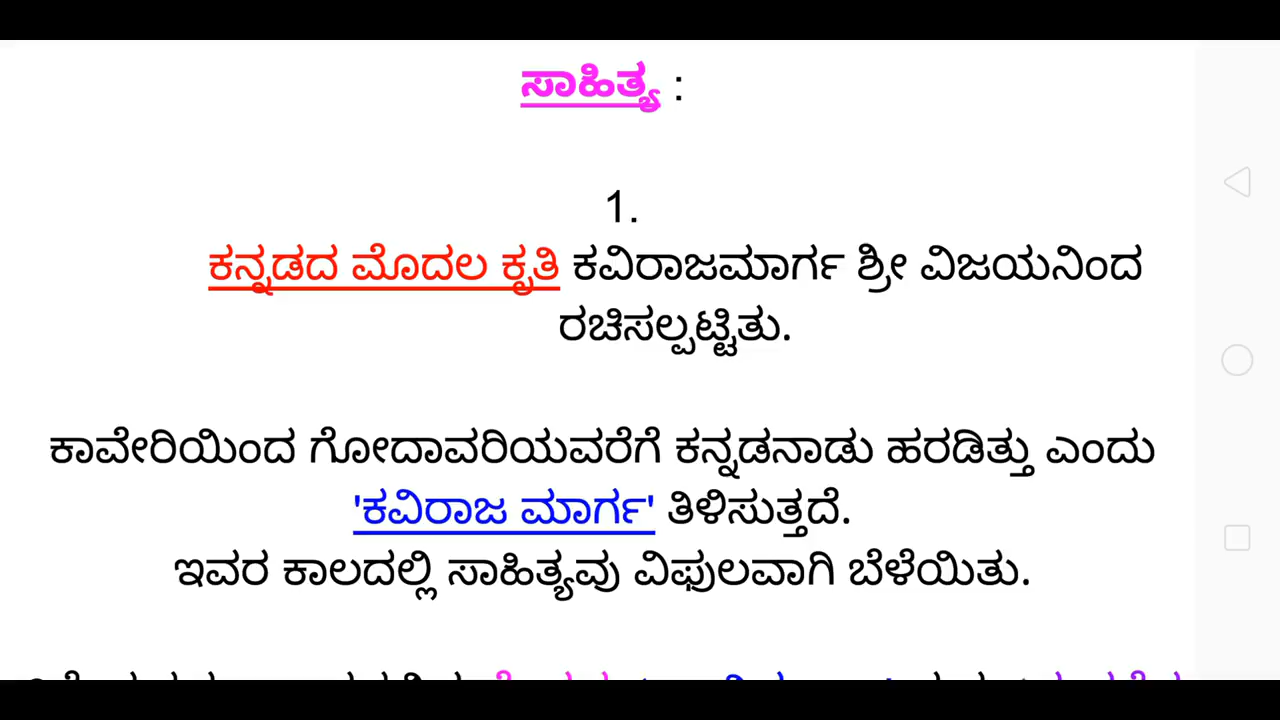 ಸಾಹಿತ್ಯ :
1.
ಕನ್ನಡದ ಮೊದಲ ಕೃತಿ ಕವಿರಾಜಮಾರ್ಗ ಶ್ರೀ ವಿಜಯನಿಂದ
ರಚಿಸಲ್ಪಟ್ಟಿತು.
ಕಾವೇರಿಯಿಂದ ಗೋದಾವರಿಯವರೆಗೆ ಕನ್ನಡನಾಡು ಹರಡಿತ್ತು ಎಂದು
'ಕವಿರಾಜ ಮಾರ್ಗ' ತಿಳಿಸುತ್ತದೆ.
ಇವರ ಕಾಲದಲ್ಲಿ ಸಾಹಿತ್ಯವು ವಿಫುಲವಾಗಿ ಬೆಳೆಯಿತು.